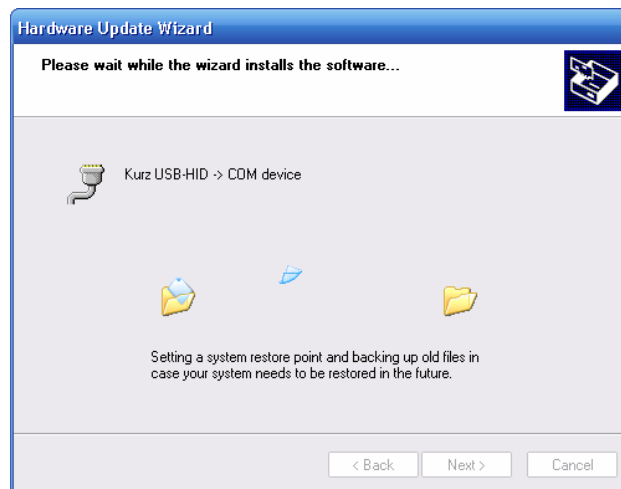 Hardware Update Wizard
Please wait while the wizard installs the software...
Kurz USB-HID -> COM device
Setting a system restore point and backing up old files in
case your system needs to be restored in the future.
< Back Next > Cancel